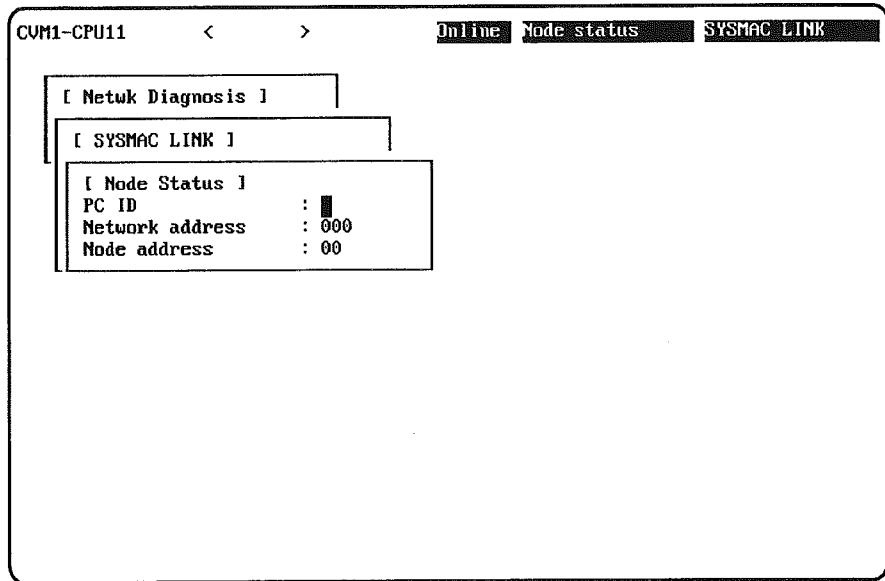 CVM1-CPU11 < > Online Node status SYSMAC LINK
[ Netwk Diagnosis ]
[ SYSMAC LINK ]
[ Node Status ]
PC ID :
Network address : 000
Node address : 00